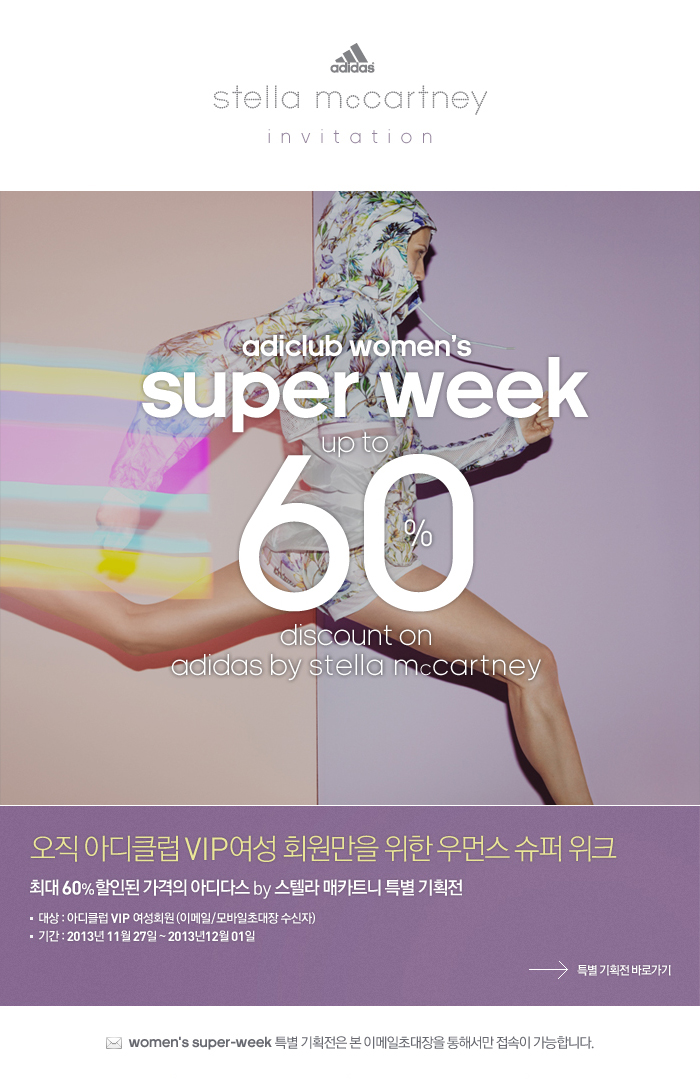 adidas
stella mccartney
invitation
adiclub women's
super week
up to
60%
discount on
adidas by stella mccartney
오직 아디클럽 VIP여성 회원만을 위한 우먼스 슈퍼 위크
최대 60%할인된 가격의 아디다스 by 스텔라 매카트니 특별 기획전
▪ 대상 : 아디클럽 VIP 여성회원 (이메일/모바일초대장 수신자)
▪ 기간 : 2013년 11월 27일 ~ 2013년12월 01일
특별 기획전 바로가기
women's super-week 특별 기획전은 본 이메일초대장을 통해서만 접속이 가능합니다.